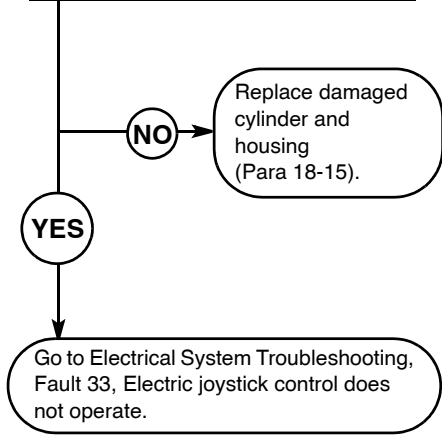 NO
Replace damaged
cylinder and
housing
(Para 18-15).
YES
Go to Electrical System Troubleshooting,
Fault 33, Electric joystick control does
not operate.